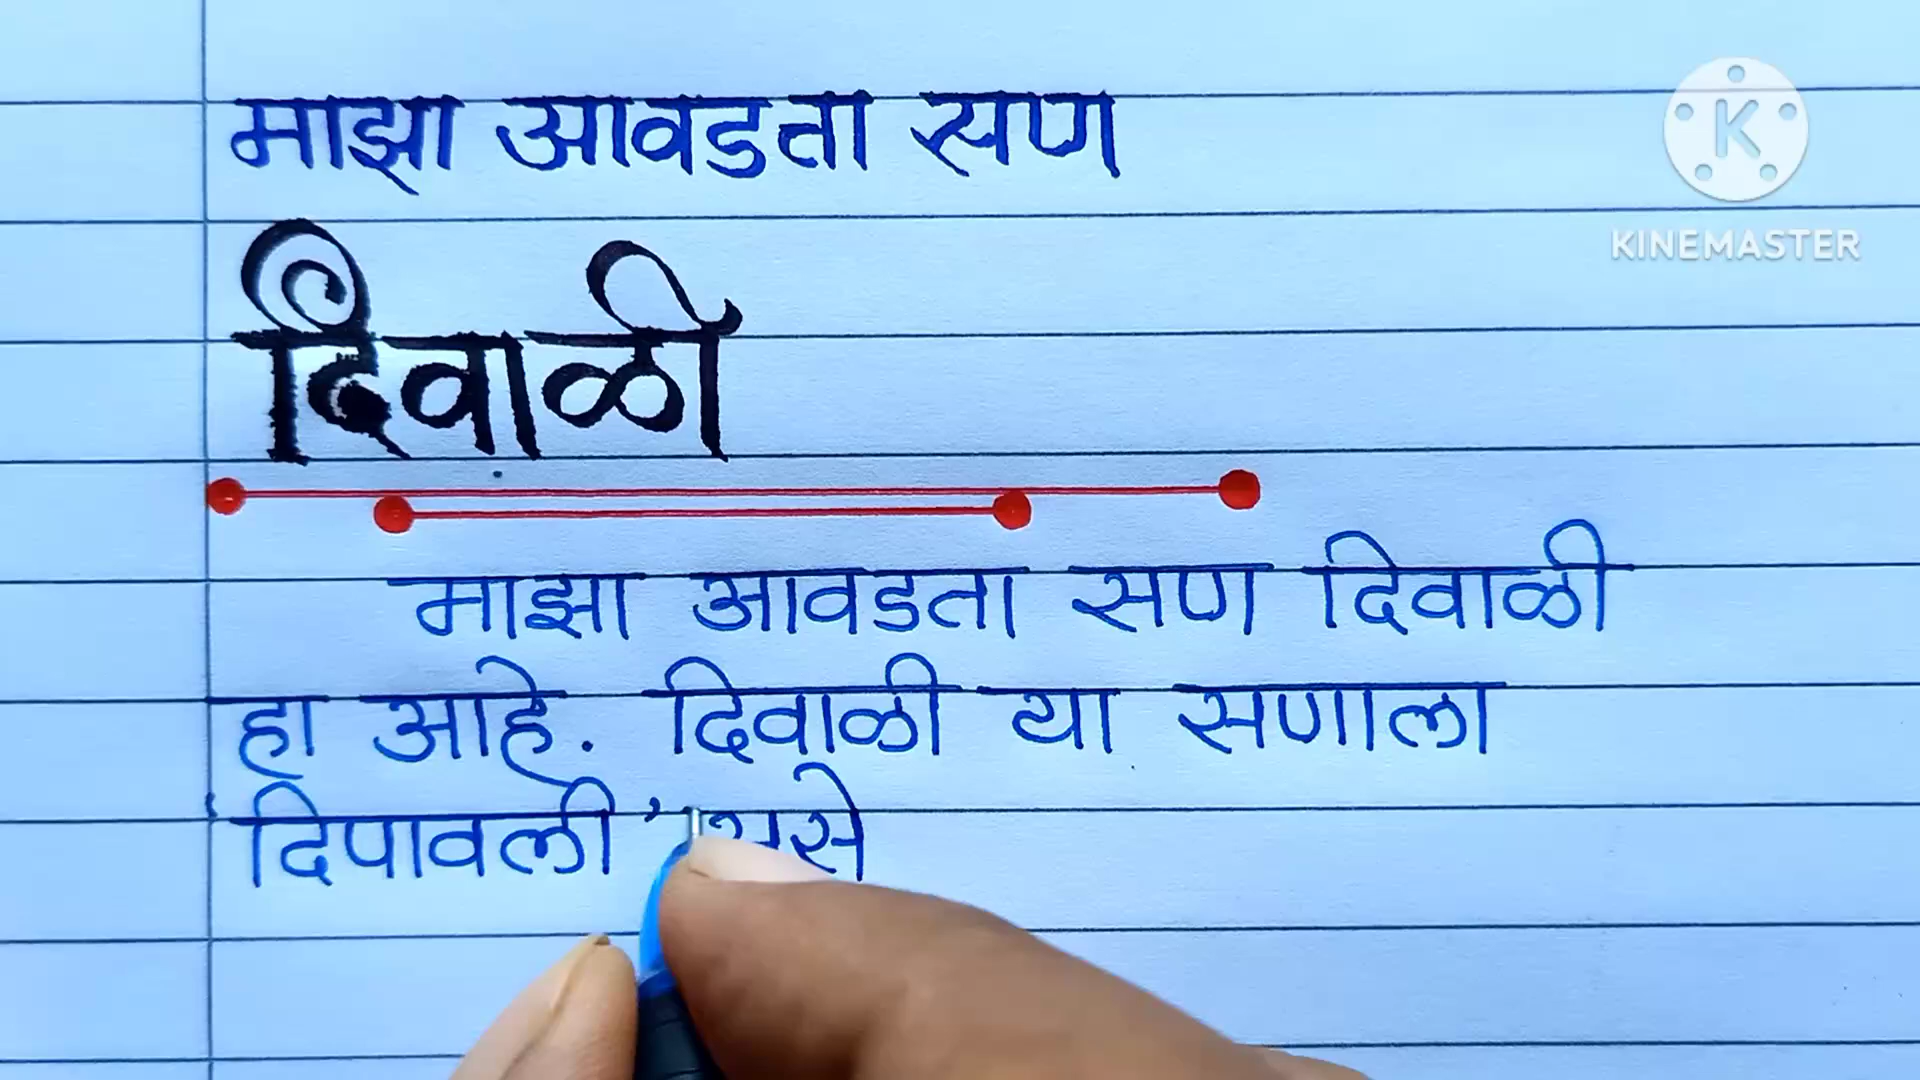 माझा आवडता सण
दिवाळी
माझा आवडता सण दिवाळी
हा आहे. दिवाळी या सणाला
'दिपावली' असे
K
KINEMASTER